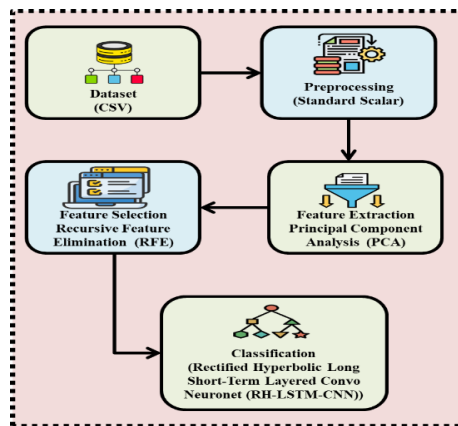 Dataset
(CSV)
Preprocessing
(Standard Scalar)
Feature Extraction
Principal Component
Analysis (PCA)
Feature Selection
Recursive Feature
Elimination (RFE)
Classification
(Rectified Hyperbolic Long
Short-Term Layered Convo
Neuronet (RH-LSTM-CNN))